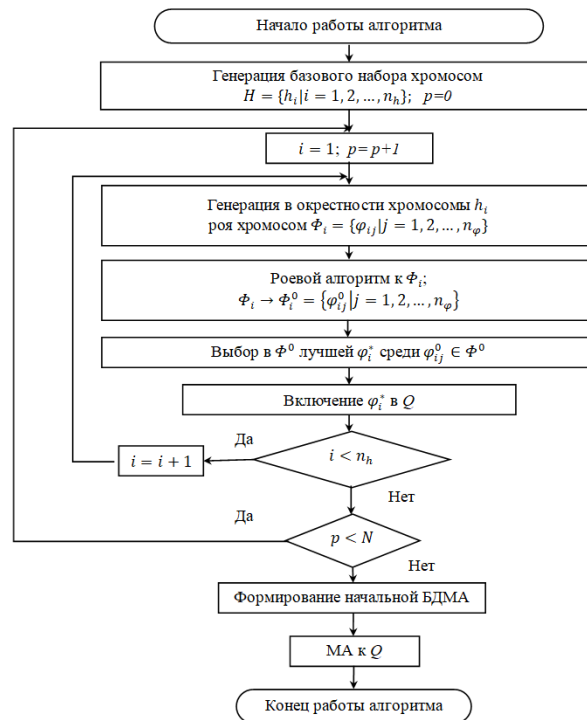 Начало работы алгоритма
Генерация базового набора хромосом
H = {h_i|i = 1, 2, …, n_h};  p=0
i = 1; p= p+1
Генерация в окрестности хромосомы h_i
роя хромосом Φ_i = {φ_ij|j = 1, 2, …, n_φ}
Роевой алгоритм к Φ_i;
Φ_i → Φ_i^0 = {φ_ij^0|j = 1, 2, …, n_φ}
Выбор в Φ^0 лучшей φ_i^* среди φ_ij^0 ∈ Φ^0
Включение φ_i^* в Q
Да
i = i + 1
i < n_h
Нет
Да
p < N
Нет
Формирование начальной БДМА
МА к Q
Конец работы алгоритма